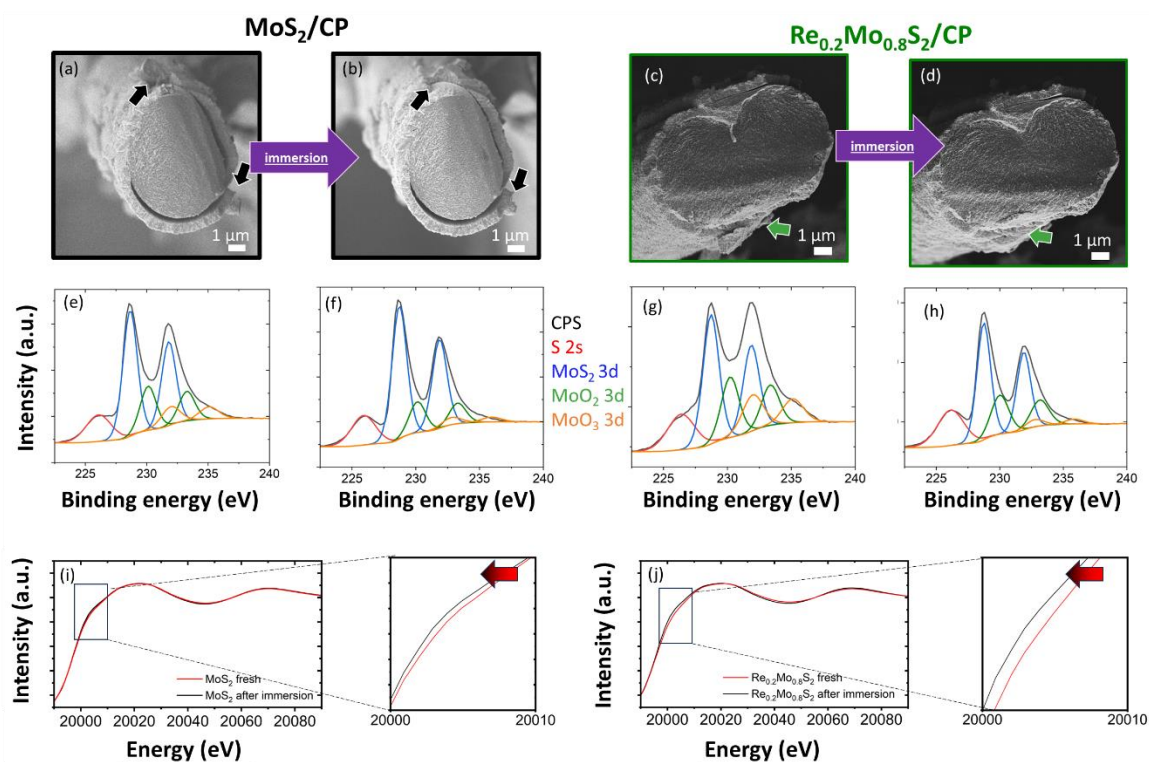 MoS₂/CP
Re₀.₂Mo₀.₈S₂/CP
(a)
immersion
(b)
1 μm
1 μm
(c)
immersion
(d)
1 μm
1 μm
Intensity (a.u.)
(e)
225 230 235 240
Binding energy (eV)
(f)
225 230 235 240
Binding energy (eV)
CPS
S 2s
MoS₂ 3d
MoO₂ 3d
MoO₃ 3d
(g)
225 230 235 240
Binding energy (eV)
(h)
225 230 235 240
Binding energy (eV)
Intensity (a.u.)
(i)
MoS₂ fresh
MoS₂ after immersion
20000 20020 20040 20060 20080
Energy (eV)
20000 20010
Intensity (a.u.)
(j)
Re₀.₂Mo₀.₈S₂ fresh
Re₀.₂Mo₀.₈S₂ after immersion
20000 20020 20040 20060 20080
Energy (eV)
20000 20010